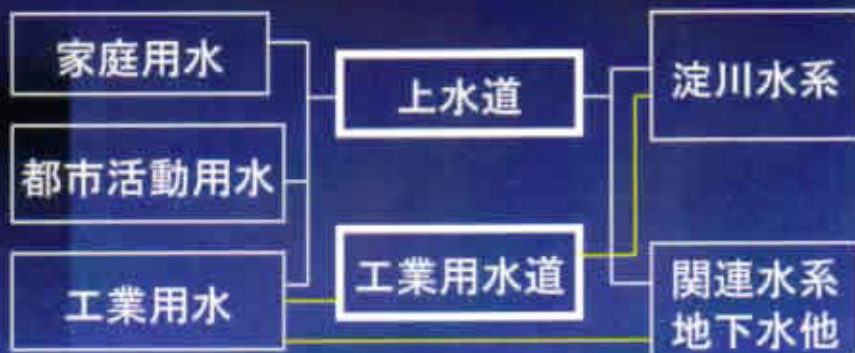 家庭用水
都市活動用水
工業用水
上水道
工業用水道
淀川水系
関連水系
地下水他